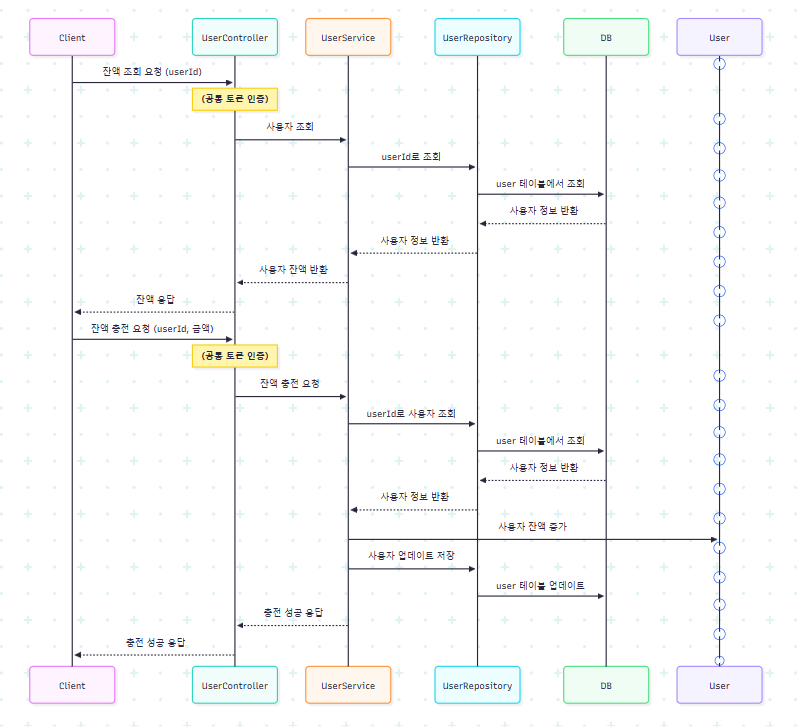 Client UserController UserService UserRepository DB User
잔액 조회 요청 (userId)
(공통 토큰 인증)
사용자 조회
userId로 조회
user 테이블에서 조회
사용자 정보 반환
사용자 정보 반환
사용자 잔액 반환
잔액 응답
잔액 충전 요청 (userId, 금액)
(공통 토큰 인증)
잔액 충전 요청
userId로 사용자 조회
user 테이블에서 조회
사용자 정보 반환
사용자 정보 반환
사용자 잔액 증가
사용자 업데이트 저장
user 테이블 업데이트
충전 성공 응답
충전 성공 응답
Client UserController UserService UserRepository DB User